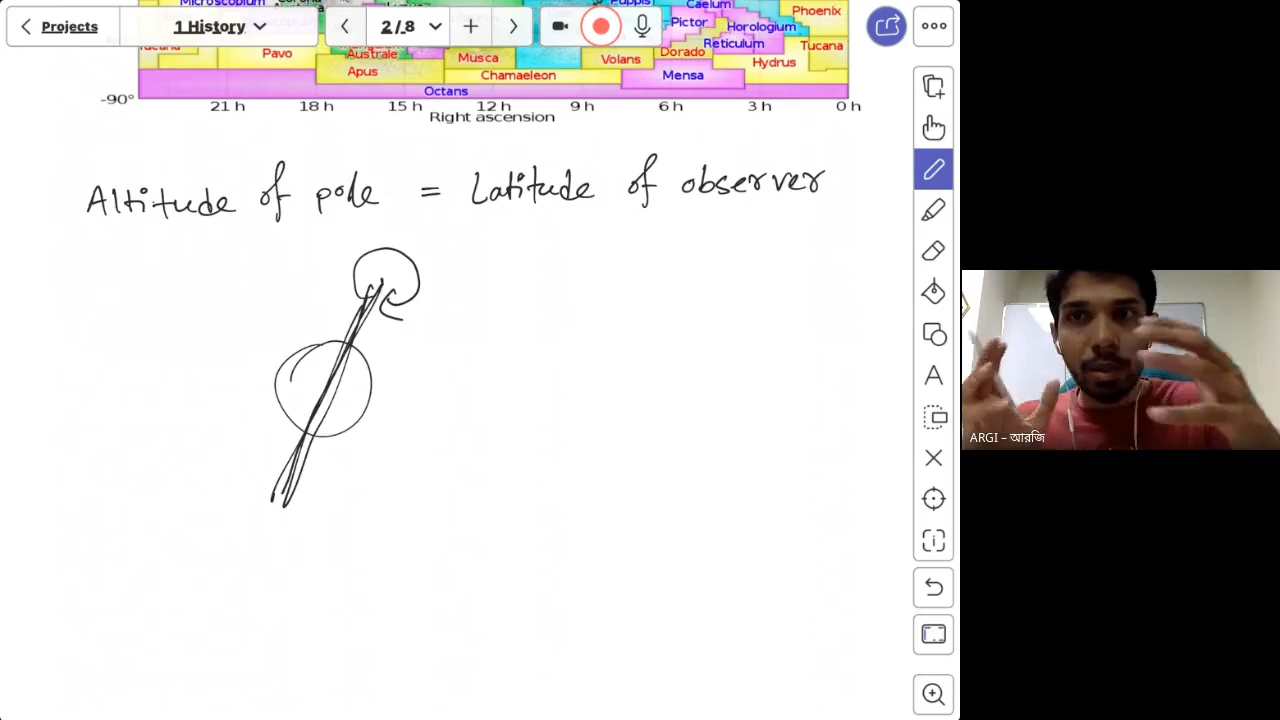 Microscopium
Puppis
Caelum
Phoenix
Projects
1 History
2 / 8
Pictor
Horologium
Reticulum
Tucana
Pavo
Australe
Musca
Volans
Dorado
Hydrus
Apus
Chamaeleon
Mensa
Octans
-90°
21 h 18 h 15 h 12 h 9 h 6 h 3 h 0 h
Right ascension
Altitude of pole = Latitude of observer
A
ARGI – আরজি